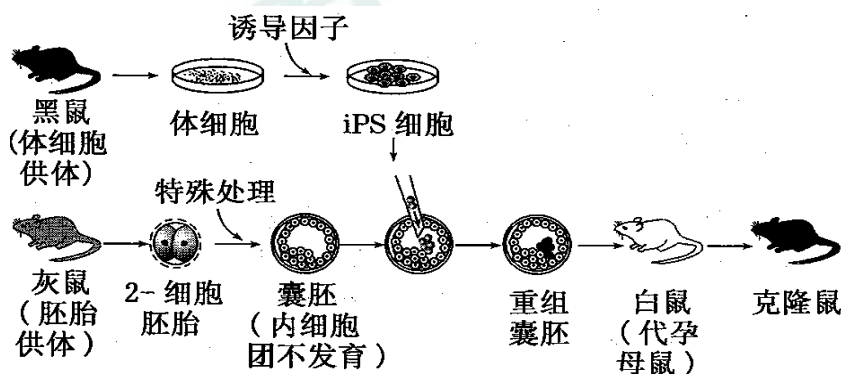 诱导因子
黑鼠
(体细胞
供体)
体细胞
iPS 细胞
特殊处理
灰鼠
(胚胎
供体)
2-细胞
胚胎
囊胚
(内细胞
团不发育)
重组
囊胚
白鼠
(代孕
母鼠)
克隆鼠